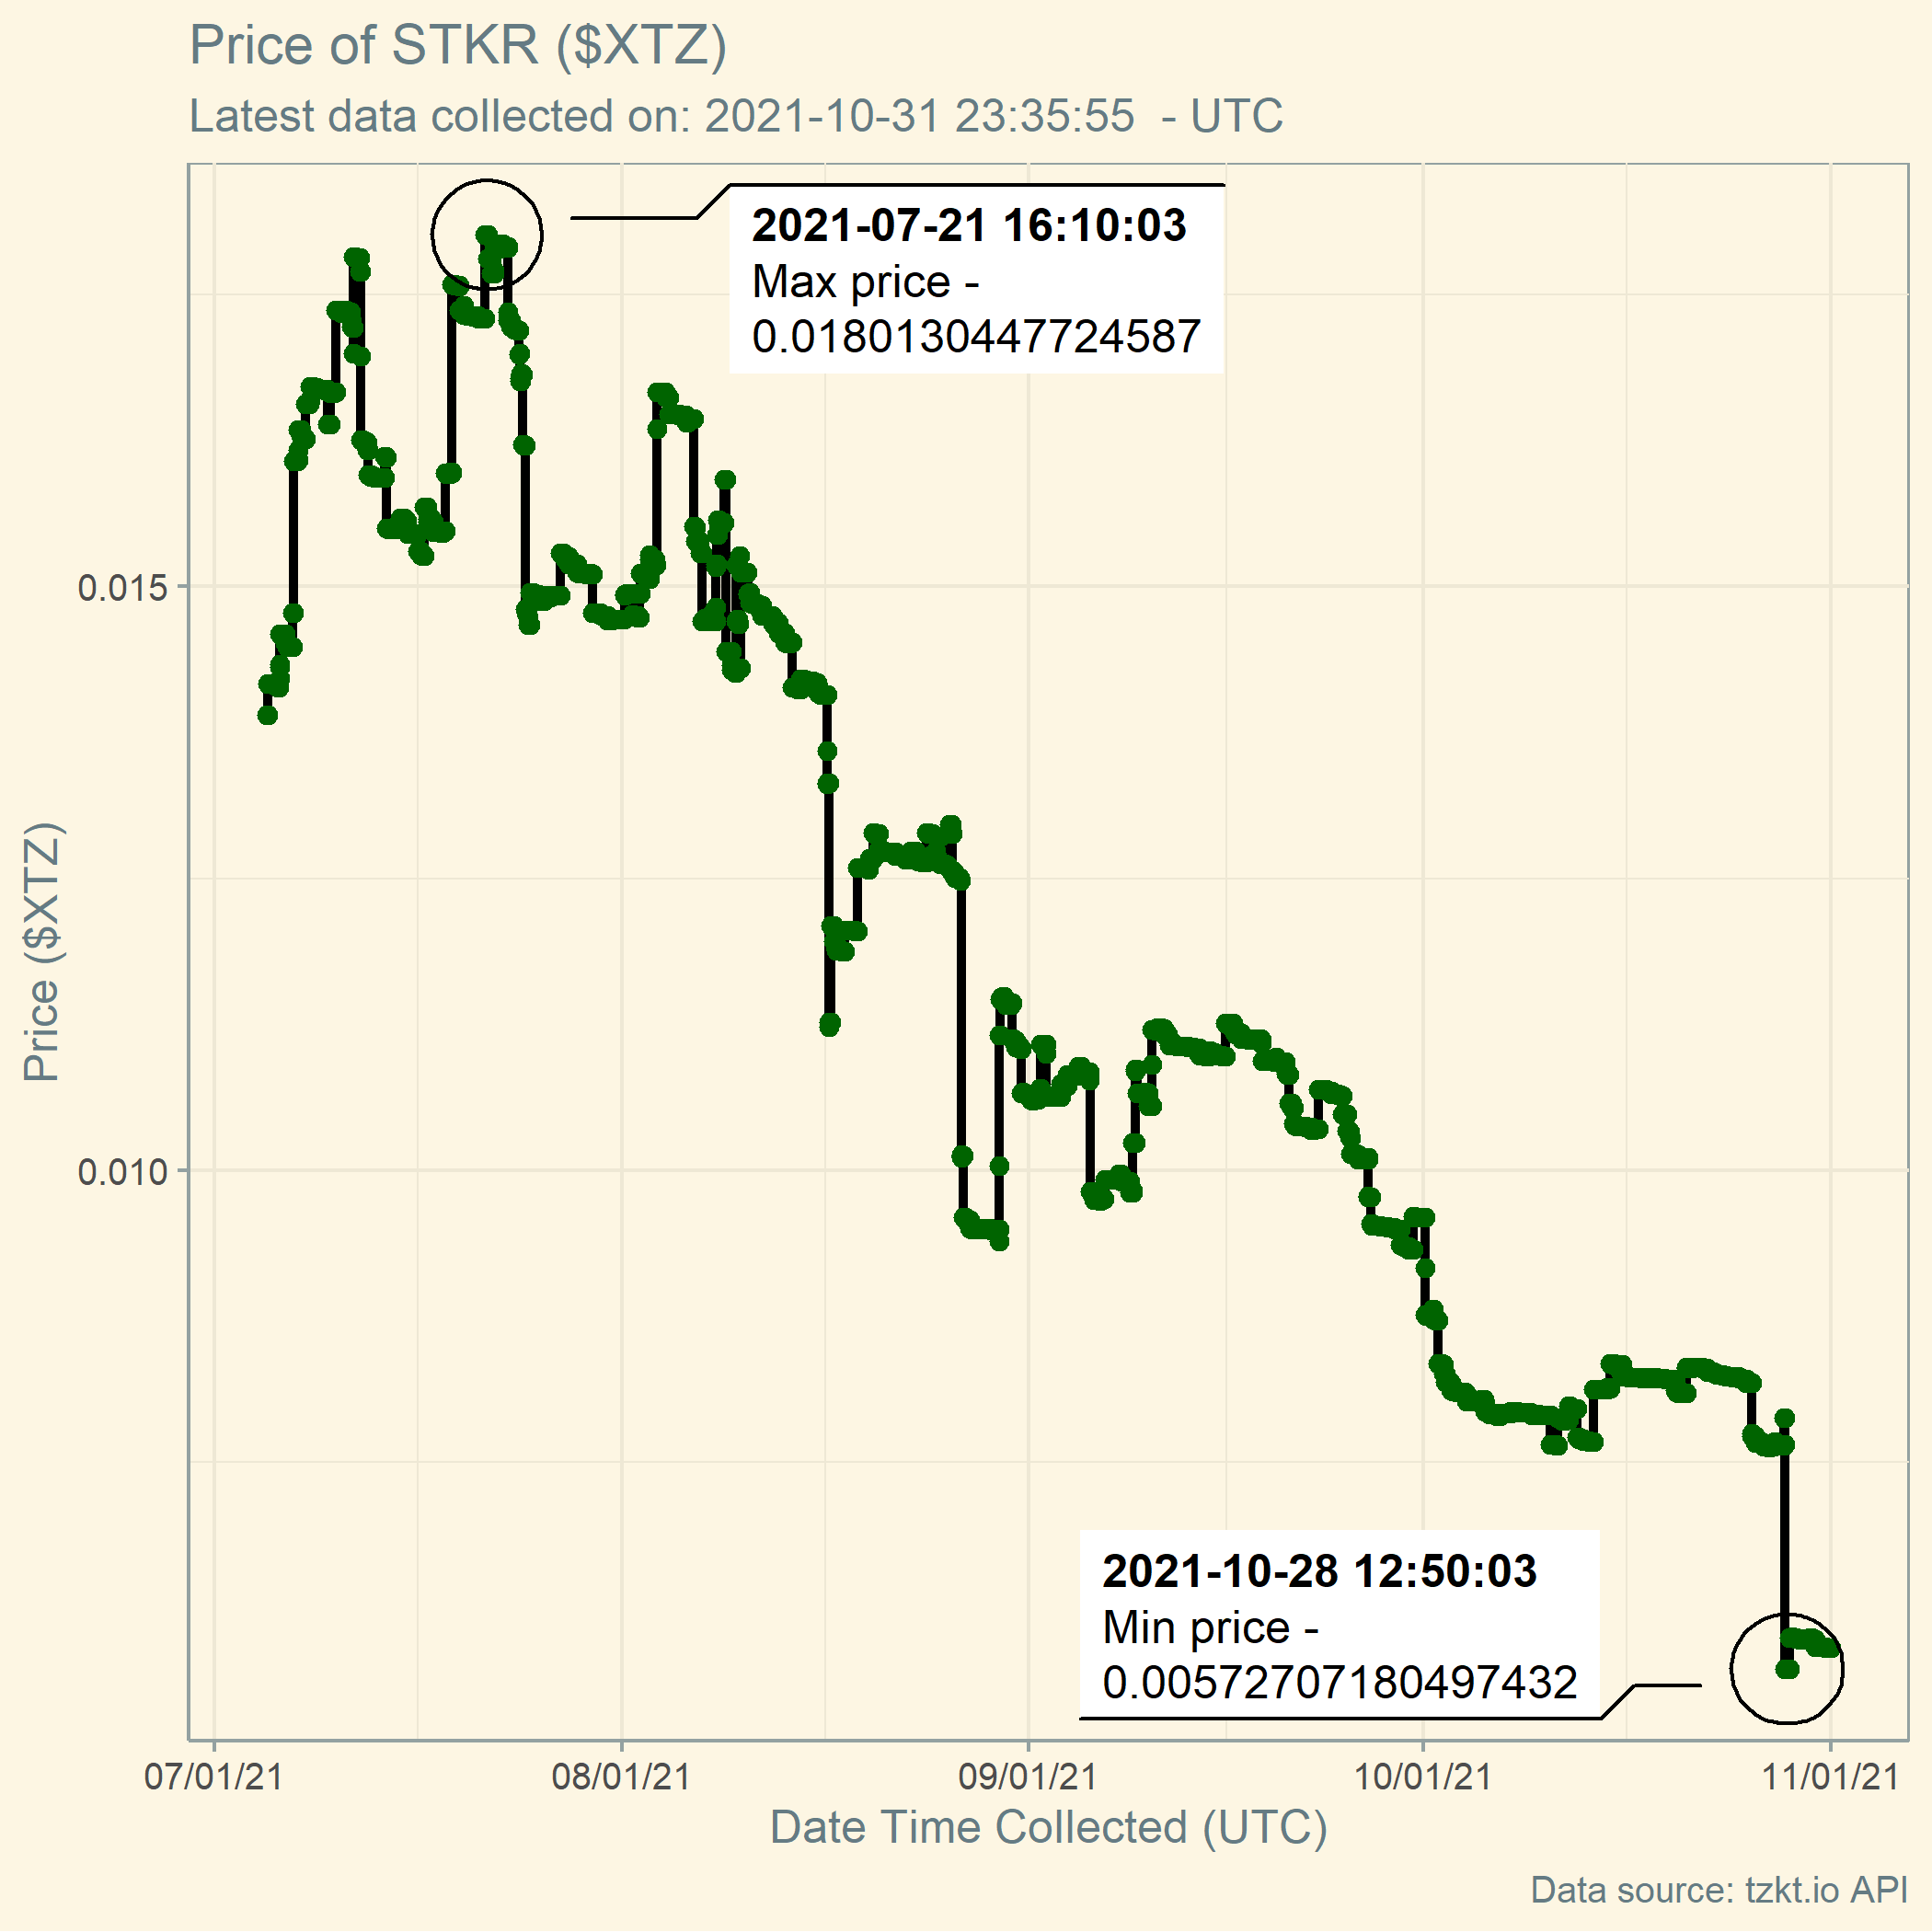 Price of STKR ($XTZ)
Latest data collected on: 2021-10-31 23:35:55  - UTC
2021-07-21 16:10:03
Max price -
0.0180130447724587
0.015
Price ($XTZ)
0.010
2021-10-28 12:50:03
Min price -
0.00572707180497432
07/01/21
08/01/21
09/01/21
10/01/21
11/01/21
Date Time Collected (UTC)
Data source: tzkt.io API